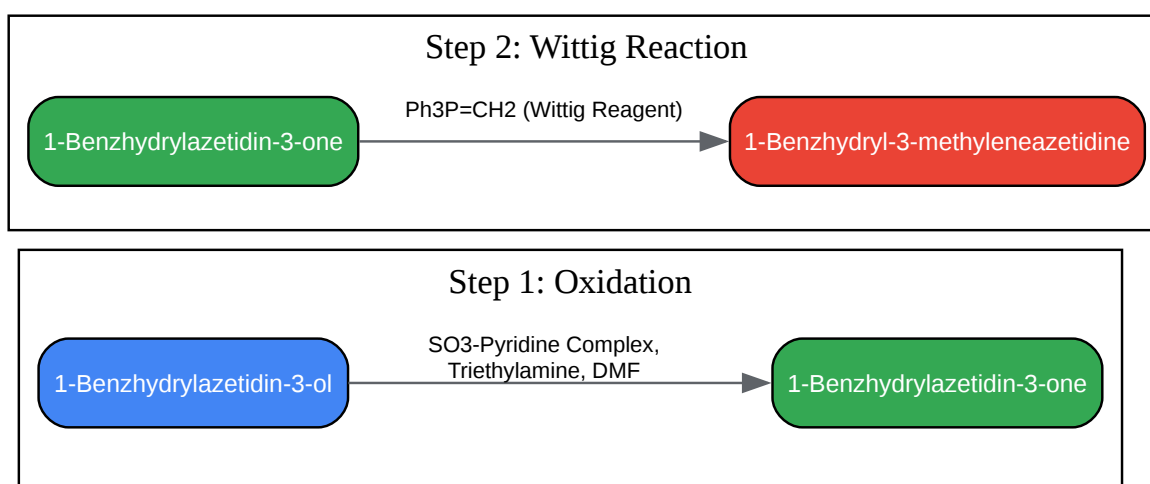 Step 2: Wittig Reaction
Ph3P=CH2 (Wittig Reagent)
1-Benzhydrylazetidin-3-one
1-Benzhydryl-3-methyleneazetidine
Step 1: Oxidation
SO3-Pyridine Complex,
Triethylamine, DMF
1-Benzhydrylazetidin-3-ol
1-Benzhydrylazetidin-3-one